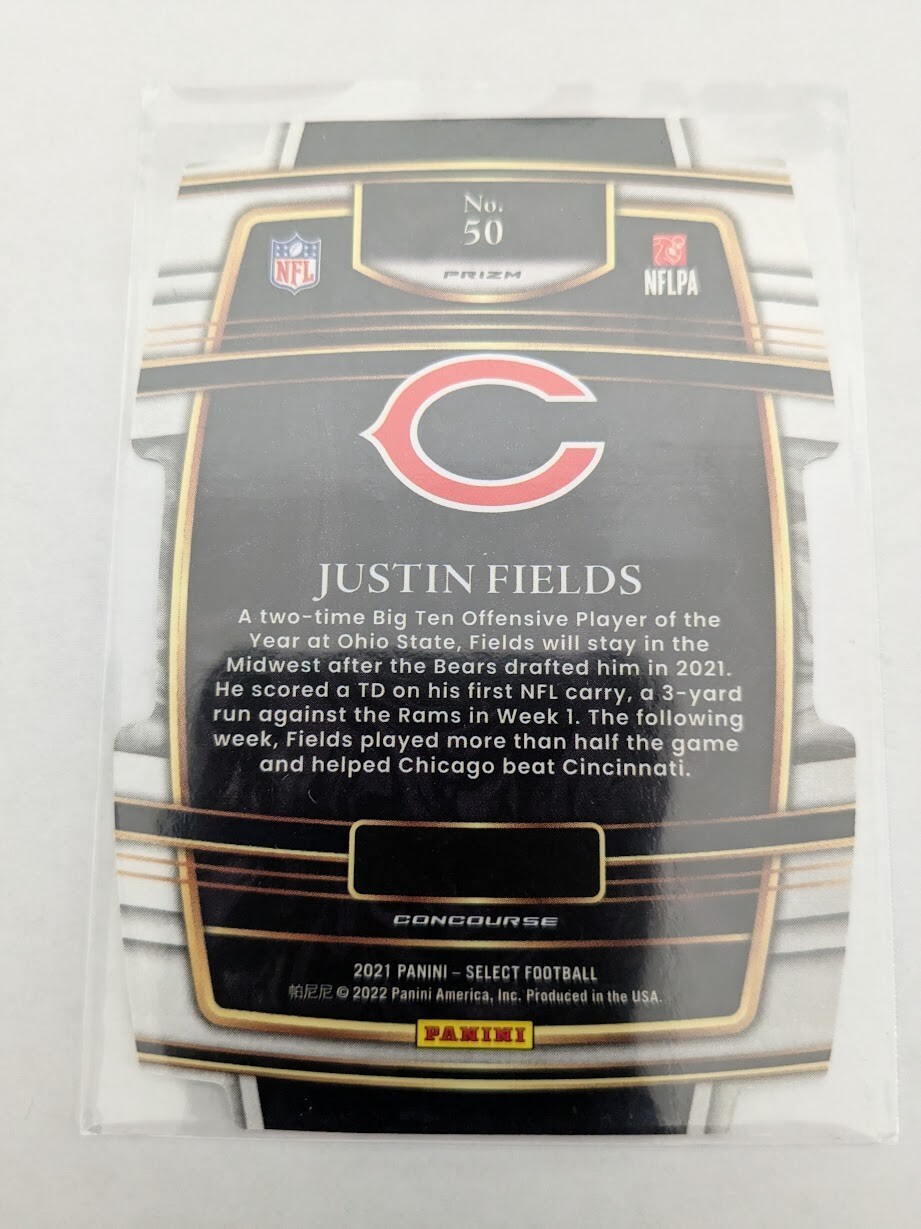 No.
50
PRIZM
NFL
NFLPA
JUSTIN FIELDS
A two-time Big Ten Offensive Player of the
Year at Ohio State, Fields will stay in the
Midwest after the Bears drafted him in 2021.
He scored a TD on his first NFL carry, a 3-yard
run against the Rams in Week 1. The following
week, Fields played more than half the game
and helped Chicago beat Cincinnati.
CONCOURSE
2021 PANINI – SELECT FOOTBALL
帕尼尼 © 2022 Panini America, Inc. Produced in the USA.
PANINI